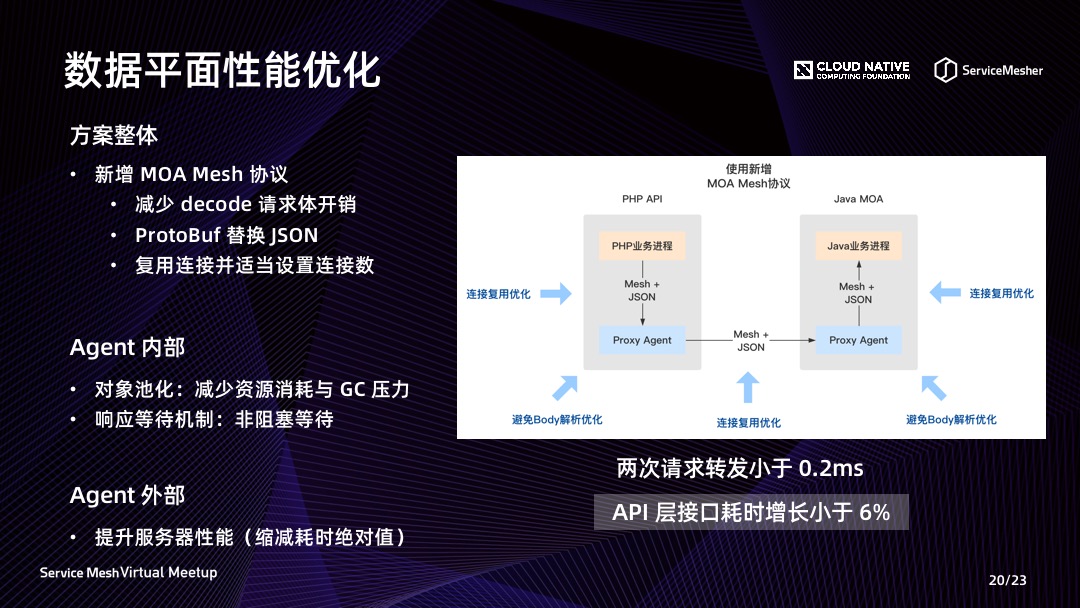 数据平面性能优化
CLOUD NATIVE
COMPUTING FOUNDATION
ServiceMesher
方案整体
• 新增 MOA Mesh 协议
• 减少 decode 请求体开销
• ProtoBuf 替换 JSON
• 复用连接并适当设置连接数
Agent 内部
• 对象池化：减少资源消耗与 GC 压力
• 响应等待机制：非阻塞等待
Agent 外部
• 提升服务器性能（缩减耗时绝对值）
使用新增
MOA Mesh协议
PHP API
Java MOA
PHP业务进程
Java业务进程
Mesh +
JSON
Mesh +
JSON
连接复用优化
连接复用优化
Proxy Agent
Mesh +
JSON
Proxy Agent
避免Body解析优化
连接复用优化
避免Body解析优化
两次请求转发小于 0.2ms
API 层接口耗时增长小于 6%
Service Mesh Virtual Meetup
20/23